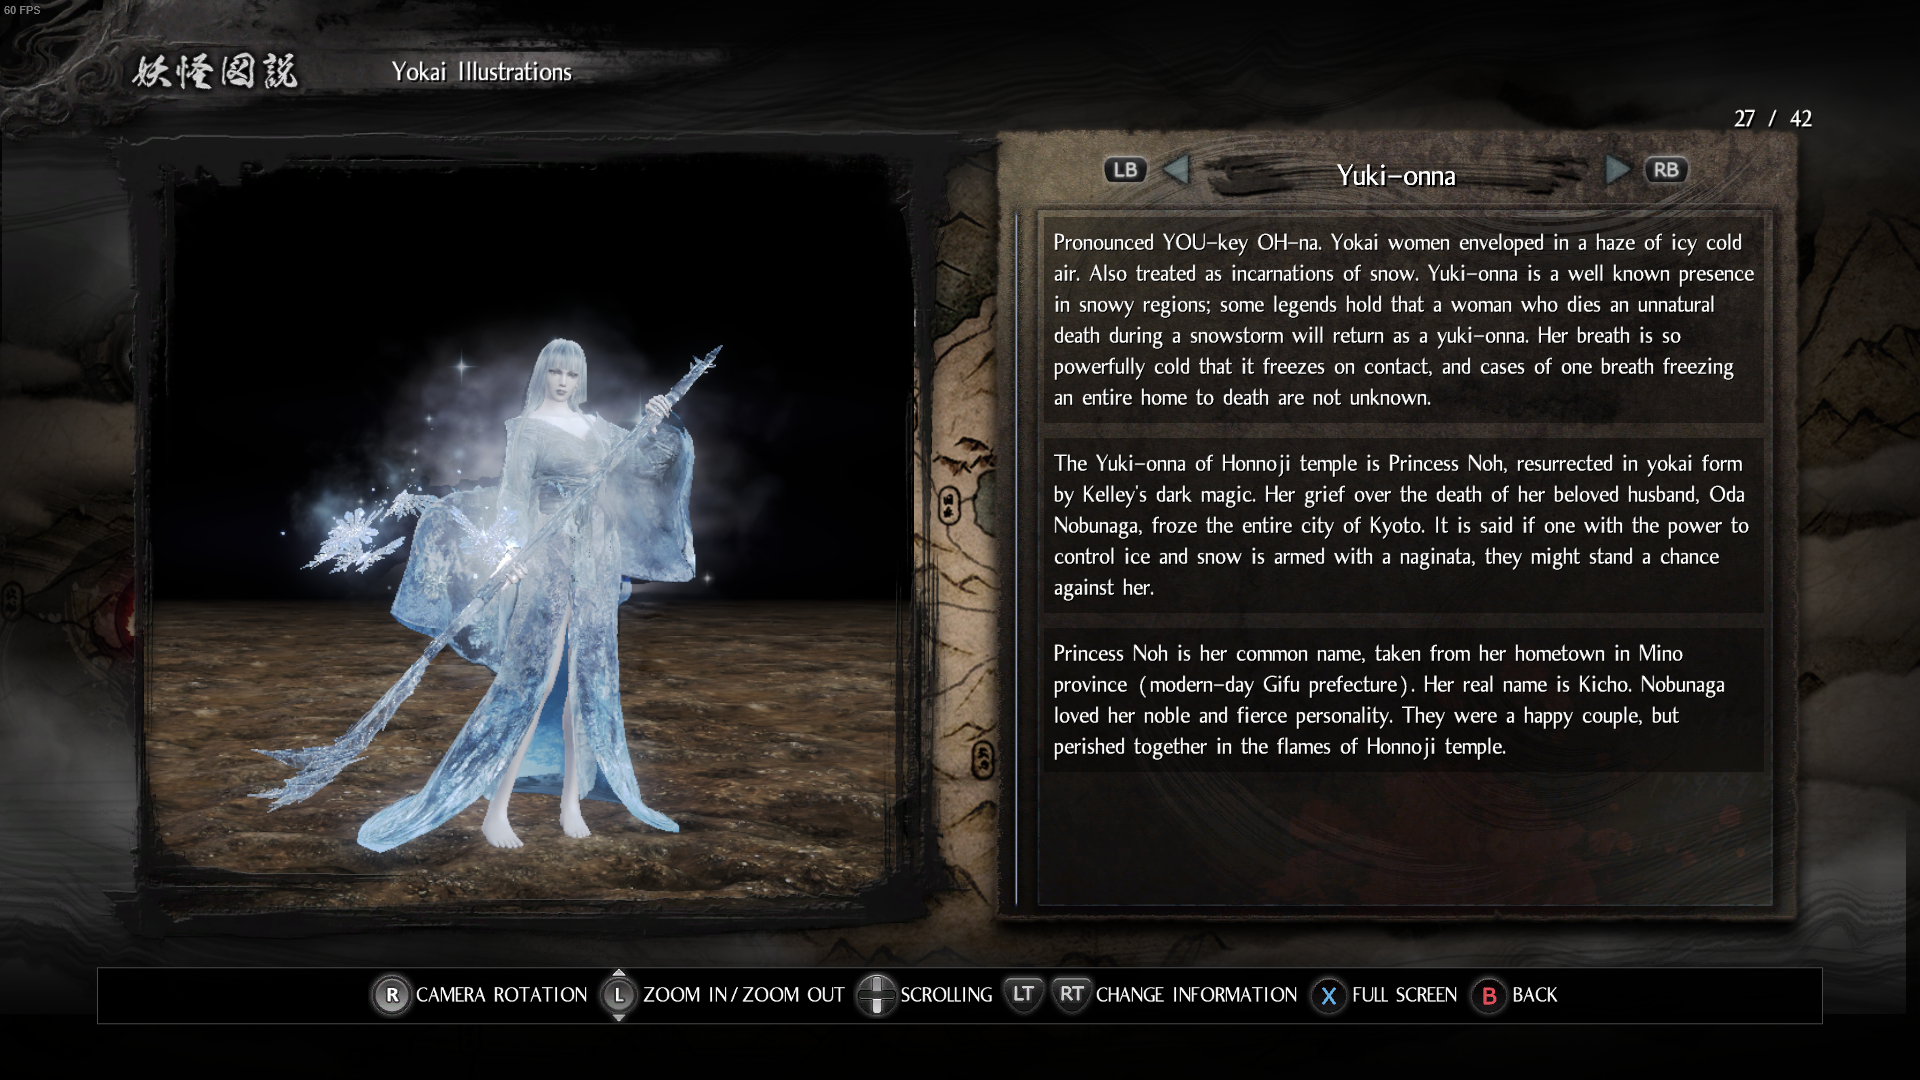 60 FPS
妖怪図説
Yokai Illustrations
27 / 42
LB
Yuki-onna
RB
Pronounced YOU-key OH-na. Yokai women enveloped in a haze of icy cold
air. Also treated as incarnations of snow. Yuki-onna is a well known presence
in snowy regions; some legends hold that a woman who dies an unnatural
death during a snowstorm will return as a yuki-onna. Her breath is so
powerfully cold that it freezes on contact, and cases of one breath freezing
an entire home to death are not unknown.
The Yuki-onna of Honnoji temple is Princess Noh, resurrected in yokai form
by Kelley's dark magic. Her grief over the death of her beloved husband, Oda
Nobunaga, froze the entire city of Kyoto. It is said if one with the power to
control ice and snow is armed with a naginata, they might stand a chance
against her.
Princess Noh is her common name, taken from her hometown in Mino
province (modern-day Gifu prefecture). Her real name is Kicho. Nobunaga
loved her noble and fierce personality. They were a happy couple, but
perished together in the flames of Honnoji temple.
R CAMERA ROTATION L ZOOM IN/ZOOM OUT SCROLLING LT RT CHANGE INFORMATION X FULL SCREEN B BACK